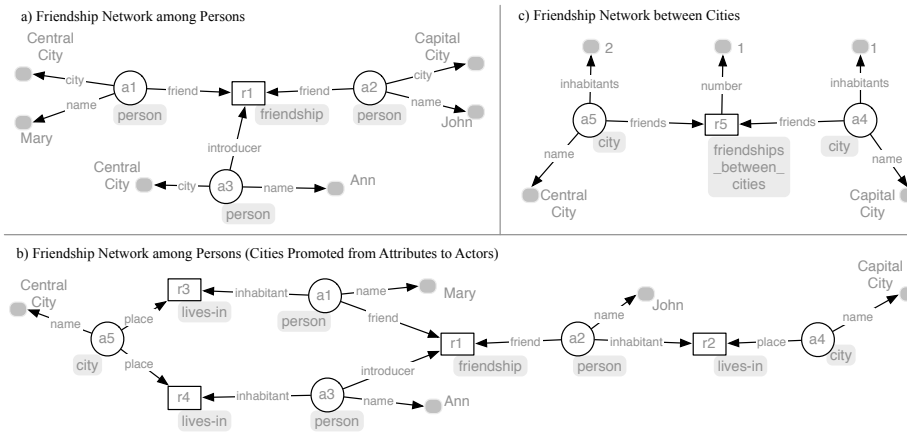 a) Friendship Network among Persons
Central
City
Capital
City
city
a1
friend
r1
friend
a2
city
name
person
friendship
person
name
Mary
John
introducer
Central
City
city
a3
name
Ann
person
c) Friendship Network between Cities
2
1
1
inhabitants
number
inhabitants
a5
friends
r5
friends
a4
city
city
name
friendships
_between_
cities
name
Central
City
Capital
City
b) Friendship Network among Persons (Cities Promoted from Attributes to Actors)
Central
City
r3
inhabitant
a1
name
Mary
John
Capital
City
name
place
lives-in
person
friend
name
name
a5
r1
friend
a2
inhabitant
r2
place
a4
city
place
introducer
friendship
person
lives-in
city
r4
inhabitant
a3
name
Ann
lives-in
person